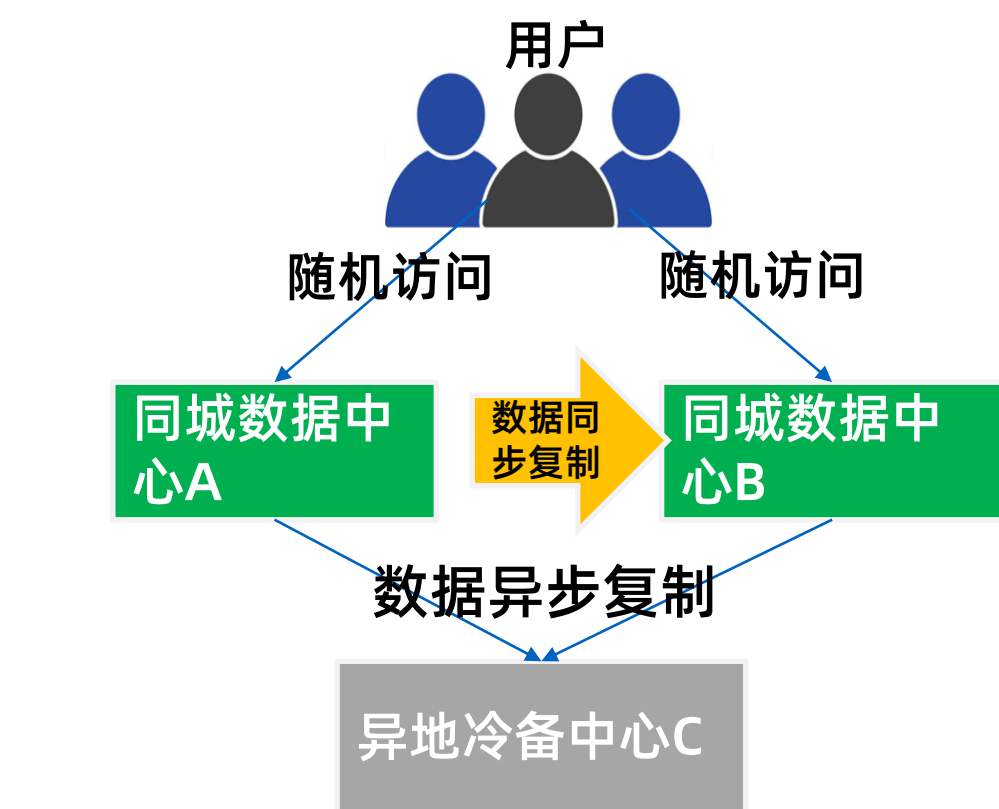 用户
随机访问
随机访问
同城数据中
心A
数据同
步复制
同城数据中
心B
数据异步复制
异地冷备中心C